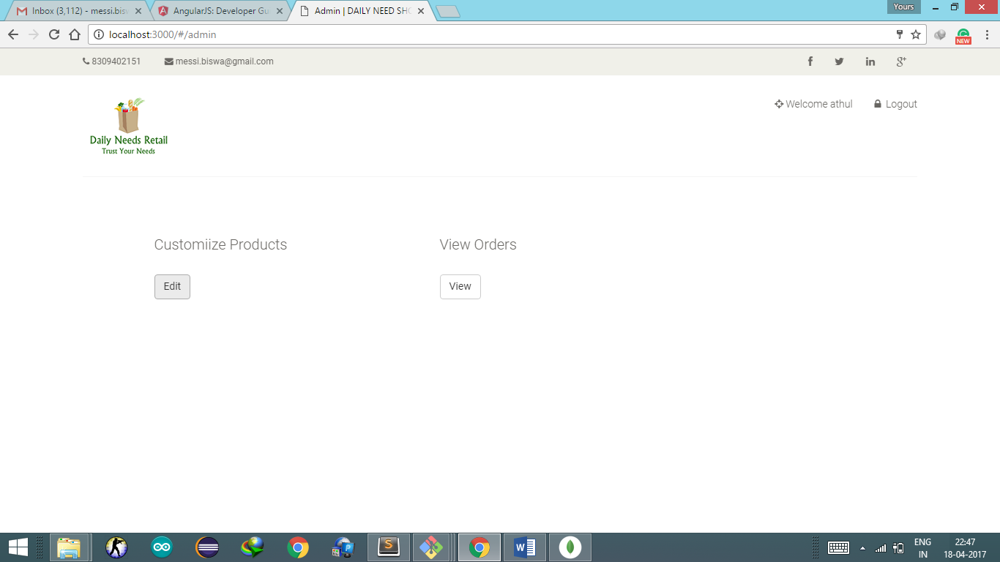 Inbox (3,112) - messi.bisw
AngularJS: Developer Gu
Admin | DAILY NEED SHO
Yours
localhost:3000/#/admin
NEW
8309402151 messi.biswa@gmail.com
Welcome athul Logout
Daily Needs Retail
Trust Your Needs
Customiize Products View Orders
Edit View
ENG 22:47
IN 18-04-2017